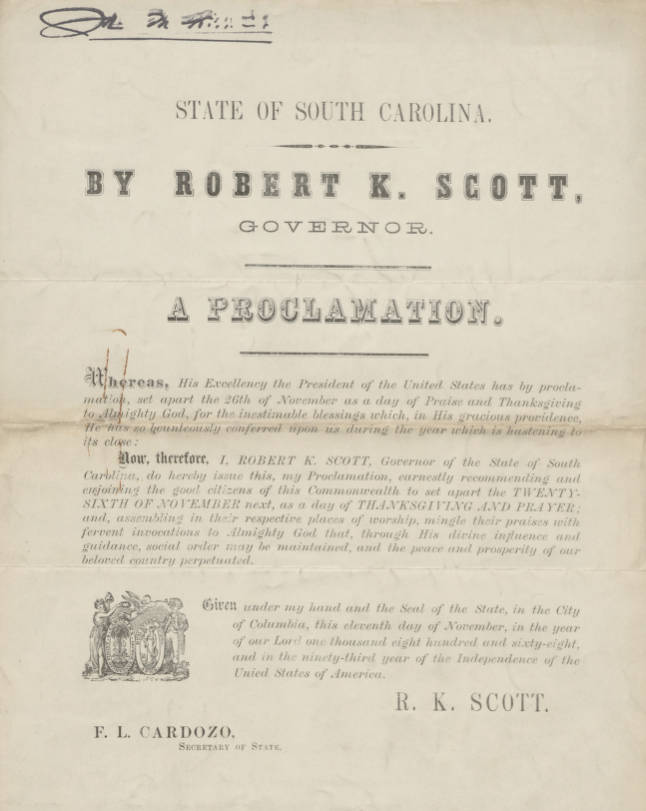 STATE OF SOUTH CAROLINA.
BY ROBERT K. SCOTT,
GOVERNOR.
A PROCLAMATION.
Whereas, His Excellency the President of the United States has by procla-
mation, set apart the 26th of November as a day of Praise and Thanksgiving
to Almighty God, for the inestimable blessings which, in His gracious providence,
He has so bounteously conferred upon us during the year which is hastening to
its close:
Now, therefore, I, ROBERT K. SCOTT, Governor of the State of South
Carolina, do hereby issue this, my Proclamation, earnestly recommending and
enjoining the good citizens of this Commonwealth to set apart the TWENTY-
SIXTH OF NOVEMBER next, as a day of THANKSGIVING AND PRAYER;
and, assembling in their respective places of worship, mingle their praises with
fervent invocations to Almighty God that, through His divine influence and
guidance, social order may be maintained, and the peace and prosperity of our
beloved country perpetuated.
Given under my hand and the Seal of the State, in the City
of Columbia, this eleventh day of November, in the year
of our Lord one thousand eight hundred and sixty-eight,
and in the ninety-third year of the Independence of the
Unied States of America.
R. K. SCOTT.
F. L. CARDOZO,
Secretary of State.